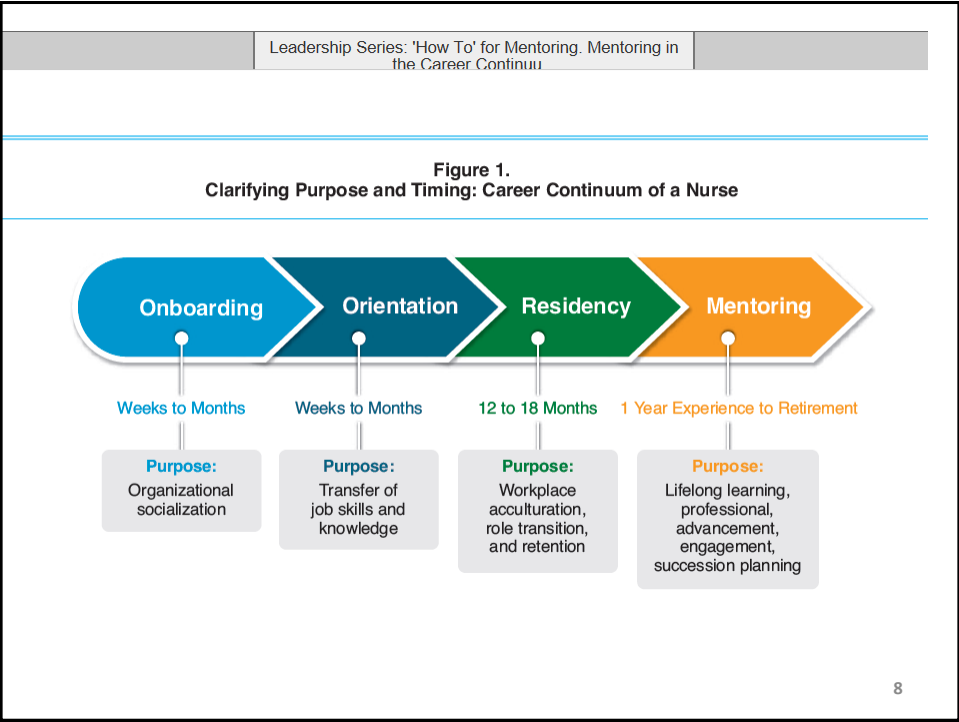 Leadership Series: 'How To' for Mentoring. Mentoring in
the Career Continuu
Figure 1.
Clarifying Purpose and Timing: Career Continuum of a Nurse
Onboarding
Orientation
Residency
Mentoring
Weeks to Months
Weeks to Months
12 to 18 Months
1 Year Experience to Retirement
Purpose:
Organizational
socialization
Purpose:
Transfer of
job skills and
knowledge
Purpose:
Workplace
acculturation,
role transition,
and retention
Purpose:
Lifelong learning,
professional,
advancement,
engagement,
succession planning
8